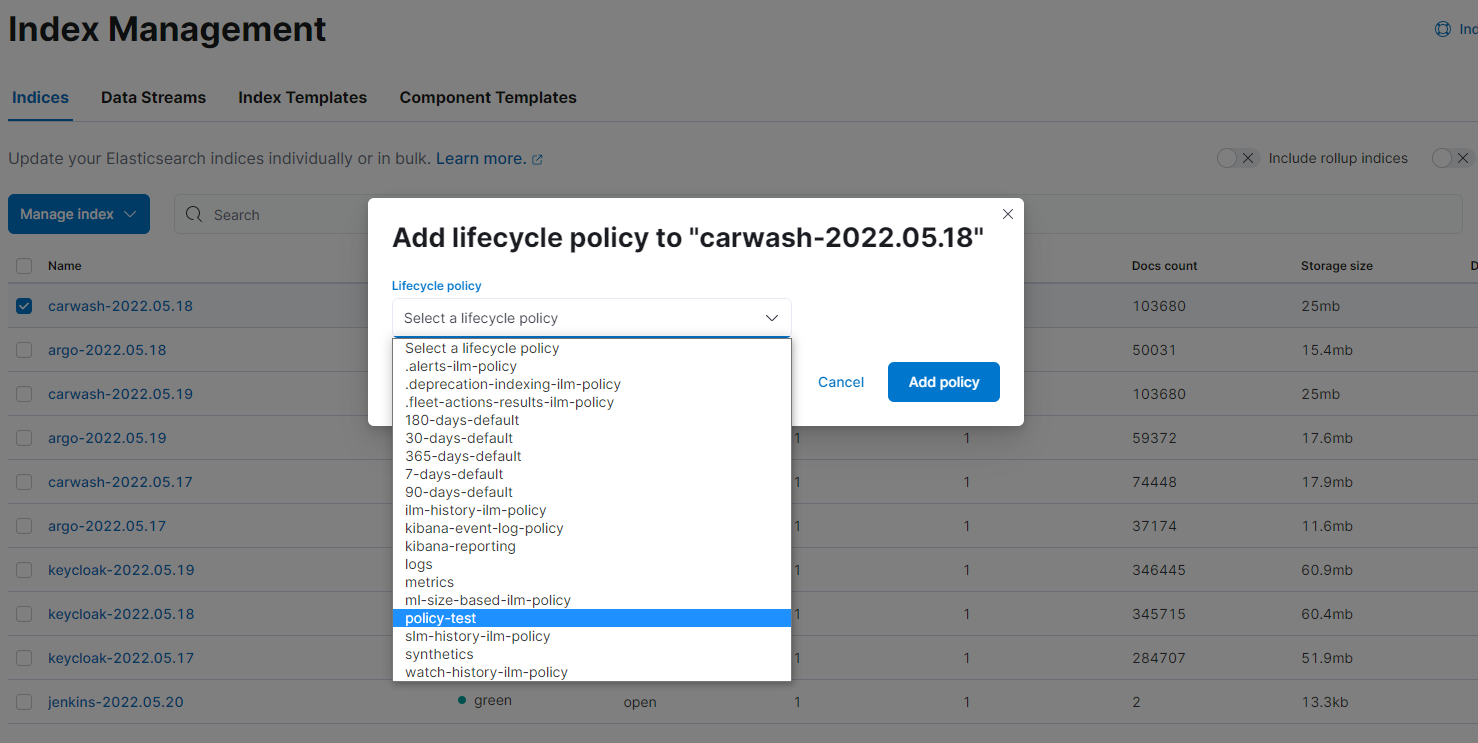 Index Management
Ind
Indices Data Streams Index Templates Component Templates
Update your Elasticsearch indices individually or in bulk. Learn more.
Include rollup indices
Manage index
Search
Add lifecycle policy to "carwash-2022.05.18"
Lifecycle policy
Select a lifecycle policy
Select a lifecycle policy
.alerts-ilm-policy
.deprecation-indexing-ilm-policy
.fleet-actions-results-ilm-policy
180-days-default
30-days-default
365-days-default
7-days-default
90-days-default
ilm-history-ilm-policy
kibana-event-log-policy
kibana-reporting
logs
metrics
ml-size-based-ilm-policy
policy-test
slm-history-ilm-policy
synthetics
watch-history-ilm-policy
Cancel Add policy
Name Docs count Storage size D
carwash-2022.05.18 103680 25mb
argo-2022.05.18 50031 15.4mb
carwash-2022.05.19 103680 25mb
argo-2022.05.19 1 1 59372 17.6mb
carwash-2022.05.17 1 1 74448 17.9mb
argo-2022.05.17 1 1 37174 11.6mb
keycloak-2022.05.19 1 1 346445 60.9mb
keycloak-2022.05.18 1 1 345715 60.4mb
keycloak-2022.05.17 1 1 284707 51.9mb
jenkins-2022.05.20 green open 1 1 2 13.3kb